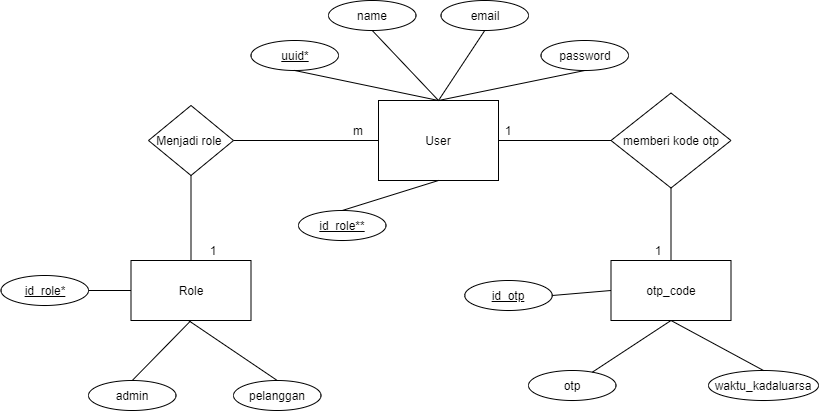 name
email
uuid*
password
Menjadi role
m
User
1
memberi kode otp
id_role**
1
1
id_role*
Role
id_otp
otp_code
admin
pelanggan
otp
waktu_kadaluarsa